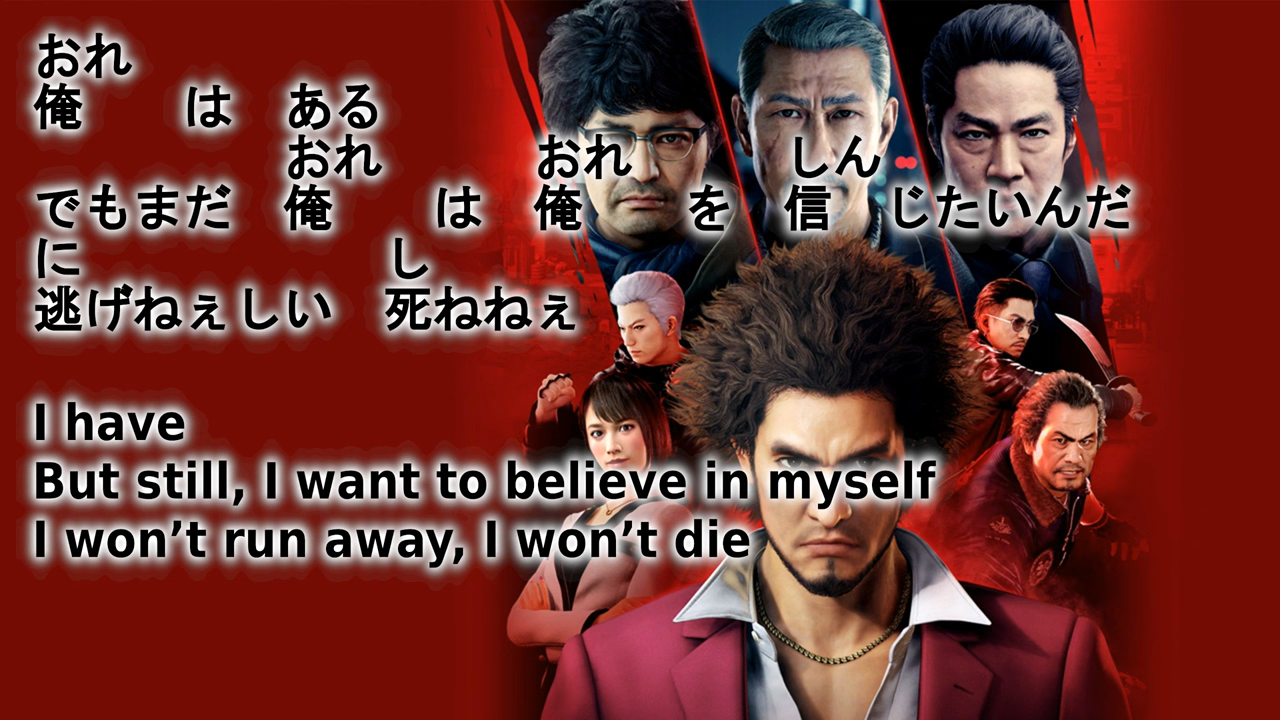 おれ
俺 は ある
おれ おれ しん
でもまだ 俺 は 俺 を 信 じたいんだ
に し
逃げねぇしい 死ねねぇ
I have
But still, I want to believe in myself
I won’t run away, I won’t die